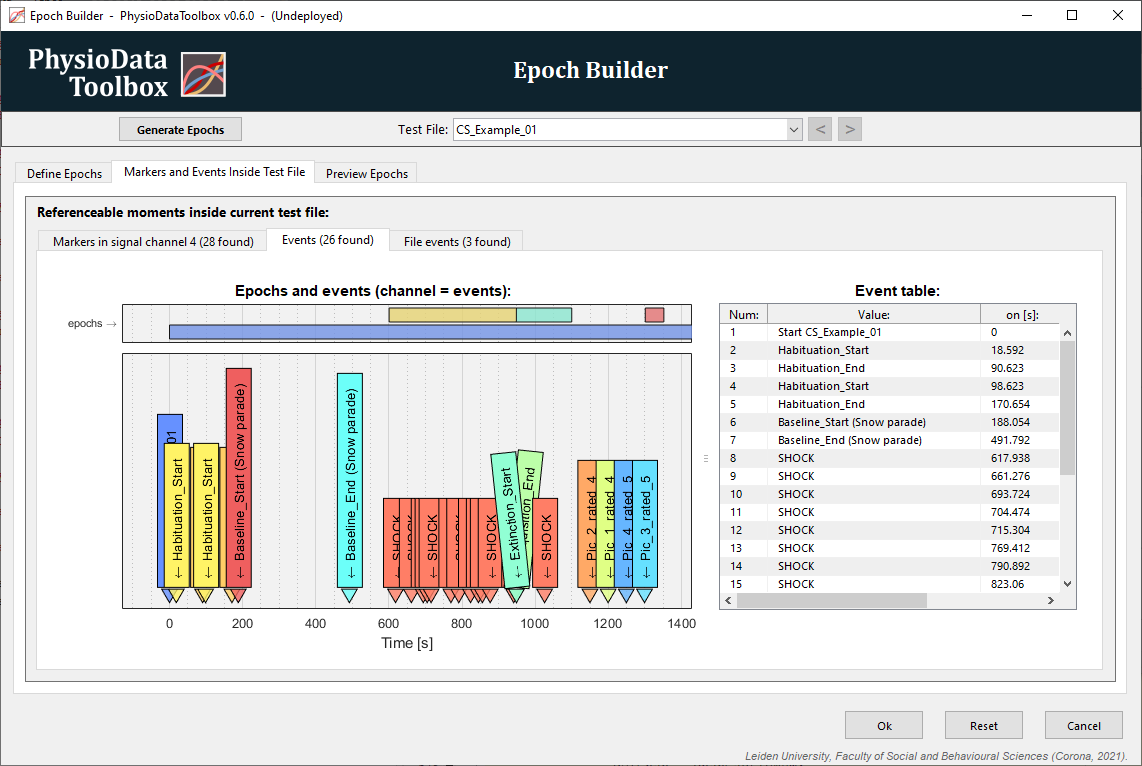 Epoch Builder - PhysioDataToolbox v0.6.0 - (Undeployed)
PhysioData
Toolbox
Epoch Builder
Generate Epochs
Test File:
CS_Example_01
<
>
Define Epochs
Markers and Events Inside Test File
Preview Epochs
Referenceable moments inside current test file:
Markers in signal channel 4 (28 found)
Events (26 found)
File events (3 found)
Epochs and events (channel = events):
epochs →
01
← Habituation_Start
← Habituation_Start
← Baseline_Start (Snow parade)
← Baseline_End (Snow parade)
← SHOCK
← SHOCK
← SHOCK
← Extinction_Start
← SHOCK
← Pic_2_rated_4
← Pic_1_rated_4
← Pic_4_rated_5
← Pic_3_rated_5
0 200 400 600 800 1000 1200 1400
Time [s]
Event table:
Num: Value: on [s]:
1 Start CS_Example_01 0
2 Habituation_Start 18.592
3 Habituation_End 90.623
4 Habituation_Start 98.623
5 Habituation_End 170.654
6 Baseline_Start (Snow parade) 188.054
7 Baseline_End (Snow parade) 491.792
8 SHOCK 617.938
9 SHOCK 661.276
10 SHOCK 693.724
11 SHOCK 704.474
12 SHOCK 715.304
13 SHOCK 769.412
14 SHOCK 790.892
15 SHOCK 823.06
Ok
Reset
Cancel
Leiden University, Faculty of Social and Behavioural Sciences (Corona, 2021).